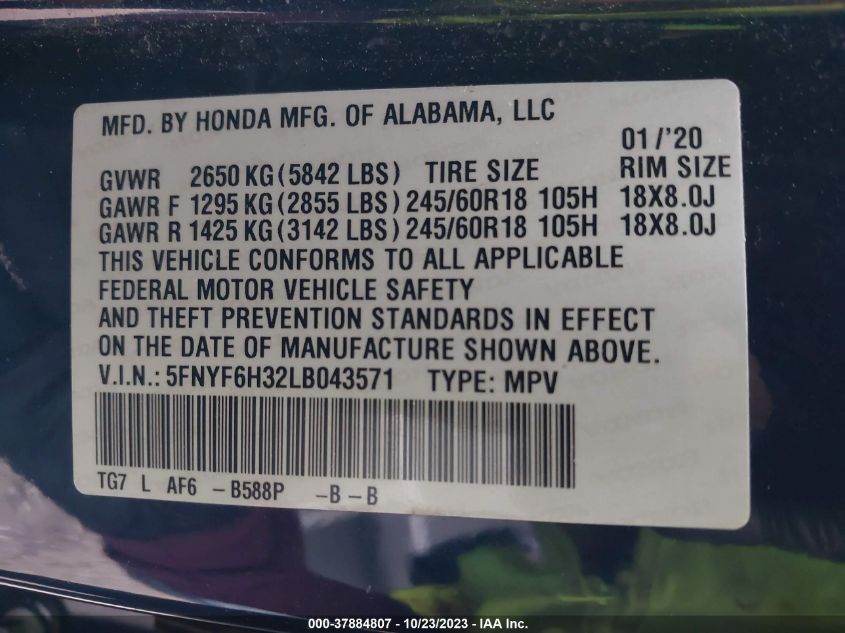 MFD. BY HONDA MFG. OF ALABAMA, LLC
01/'20
GVWR 2650 KG (5842 LBS) TIRE SIZE RIM SIZE
GAWR F 1295 KG (2855 LBS) 245/60R18 105H 18X8.0J
GAWR R 1425 KG (3142 LBS) 245/60R18 105H 18X8.0J
THIS VEHICLE CONFORMS TO ALL APPLICABLE
FEDERAL MOTOR VEHICLE SAFETY
AND THEFT PREVENTION STANDARDS IN EFFECT
ON THE DATE OF MANUFACTURE SHOWN ABOVE.
V.I.N.: 5FNYF6H32LB043571 TYPE: MPV
TG7 L AF6 -B588P -B-B
000-37884807 - 10/23/2023 - IAA Inc.